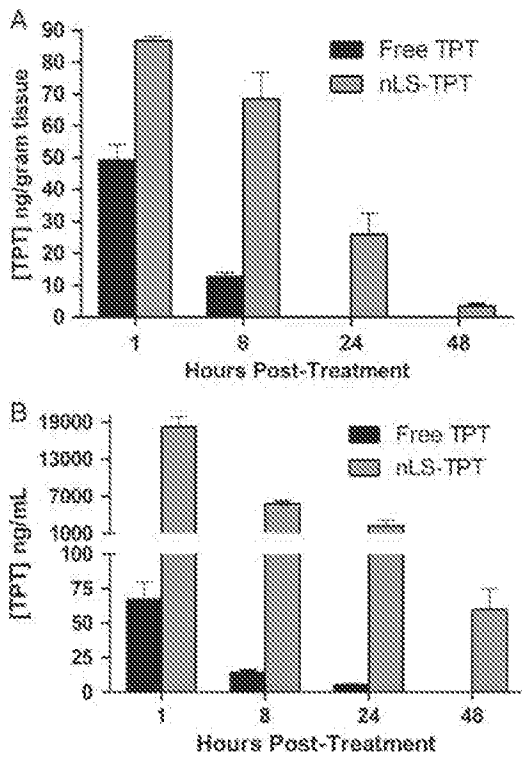 A
90
80
70
60
50
40
30
20
10
0
[TPT] ng/gram tissue
Free TPT
nLS-TPT
1 8 24 48
Hours Post-Treatment
B
19000
13000
7000
1000
100
75
50
25
0
[TPT] ng/mL
Free TPT
nLS-TPT
1 8 24 48
Hours Post-Treatment